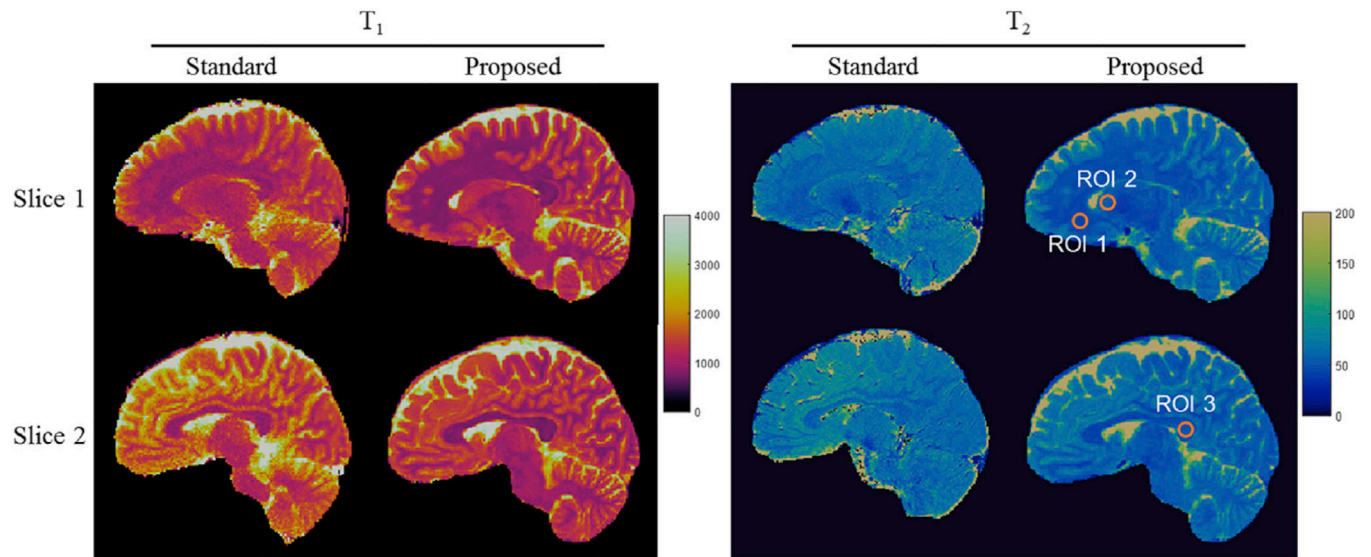 T₁ T₂
Standard Proposed Standard Proposed
Slice 1
ROI 2
ROI 1
4000
3000
2000
1000
0
200
150
100
50
0
Slice 2
ROI 3